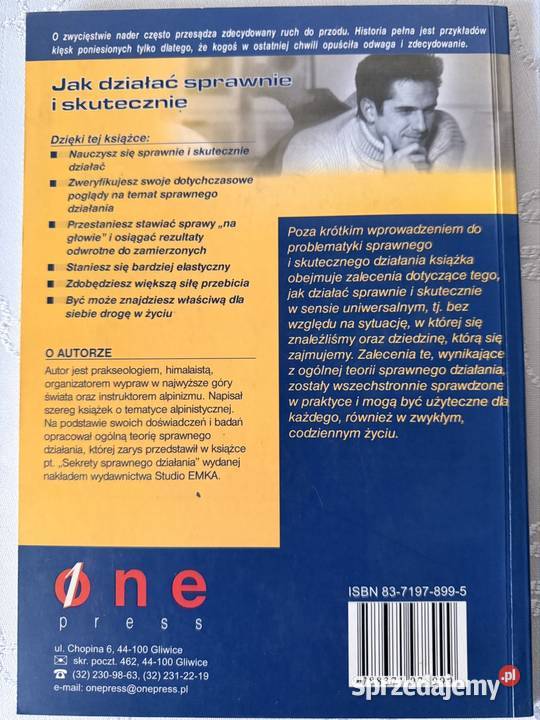 O zwycięstwie nader często przesądza zdecydowany ruch do przodu. Historia pełna jest przykładów
klęsk poniesionych tylko dlatego, że kogoś w ostatniej chwili opuściła odwaga i zdecydowanie.
Jak działać sprawnie
i skutecznie
Dzięki tej książce:
Nauczysz się sprawnie i skutecznie
działać
Zweryfikujesz swoje dotychczasowe
poglądy na temat sprawnego
działania
Przestaniesz stawiać sprawy „na
głowie” i osiągać rezultaty
odwrotne do zamierzonych
Staniesz się bardziej elastyczny
Zdobędziesz większą siłę przebicia
Być może znajdziesz właściwą dla
siebie drogę w życiu
O AUTORZE
Autor jest prakseologiem, himalaistą,
organizatorem wypraw w najwyższe góry
świata oraz instruktorem alpinizmu. Napisał
szereg książek o tematyce alpinistycznej.
Na podstawie swoich doświadczeń i badań
opracował ogólną teorię sprawnego
działania, której zarys przedstawił w książce
pt. „Sekrety sprawnego działania” wydanej
nakładem wydawnictwa Studio EMKA.
Poza krótkim wprowadzeniem do
problematyki sprawnego
i skutecznego działania książka
obejmuje zalecenia dotyczące tego,
jak działać sprawnie i skutecznie
w sensie uniwersalnym, tj. bez
względu na sytuację, w której się
znaleźliśmy oraz dziedzinę, którą się
zajmujemy. Zalecenia te, wynikające
z ogólnej teorii sprawnego działania,
zostały wszechstronnie sprawdzone
w praktyce i mogą być użyteczne dla
każdego, również w zwykłym,
codziennym życiu.
one
press
ul. Chopina 6, 44-100 Gliwice
skr. poczt. 462, 44-100 Gliwice
(32) 230-98-63, (32) 231-22-19
e-mail: onepress@onepress.pl
ISBN 83-7197-899-5
Sprzedajemy.pl